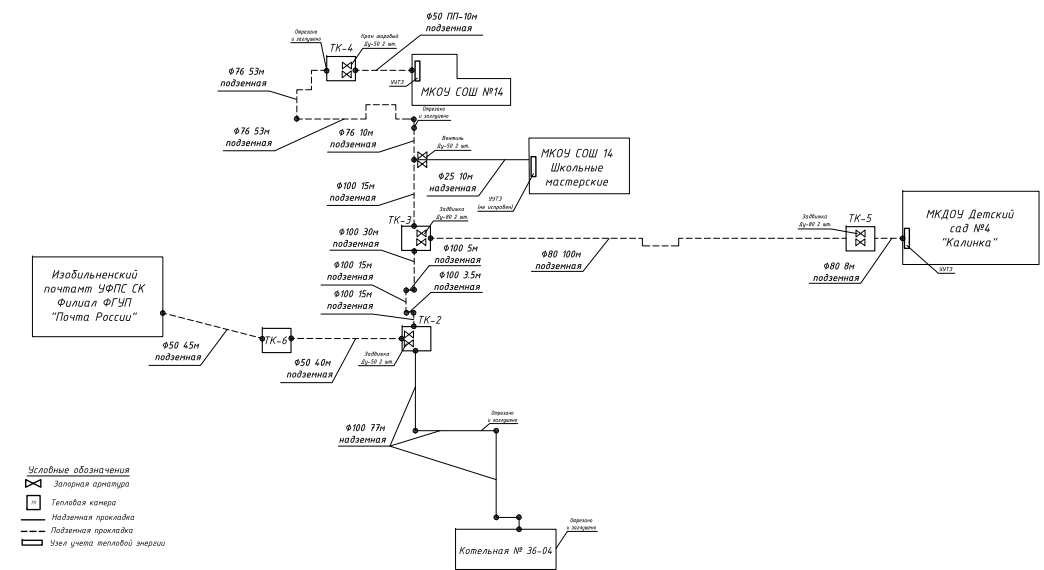 Ф50 ПП-10м
подземная
Отрезано
и заглушено
ТК-4
Кран шаровый
Ду-50 2 шт.
Ф76 53м
подземная
УУТЭ
МКОУ СОШ №14
Отрезано
и заглушено
Ф76 53м
подземная
Ф76 10м
подземная
Вентиль
Ду-50 2 шт.
МКОУ СОШ 14
Школьные
мастерские
Ф25 10м
надземная
Ф100 15м
подземная
УУТЭ
(не исправен)
Задвижка
Ду-80 2 шт.
ТК-3
Задвижка
Ду-80 2 шт.
ТК-5
МКДОУ Детский
сад №4
"Калинка"
УУТЭ
Ф100 30м
подземная
Ф100 5м
подземная
Ф80 100м
подземная
Ф80 8м
подземная
Ф100 15м
подземная
Ф100 3.5м
подземная
Ф100 15м
подземная
Изобильненский
почтамт УФПС СК
Филиал ФГУП
"Почта России"
ТК-2
ТК-6
Ф50 45м
подземная
Задвижка
Ду-50 2 шт.
Ф50 40м
подземная
Отрезано
и заглушено
Ф100 77м
надземная
Условные обозначения
Запорная арматура
ТК
Тепловая камера
Надземная прокладка
Подземная прокладка
Узел учета тепловой энергии
Отрезано
и заглушено
Котельная № 36-04